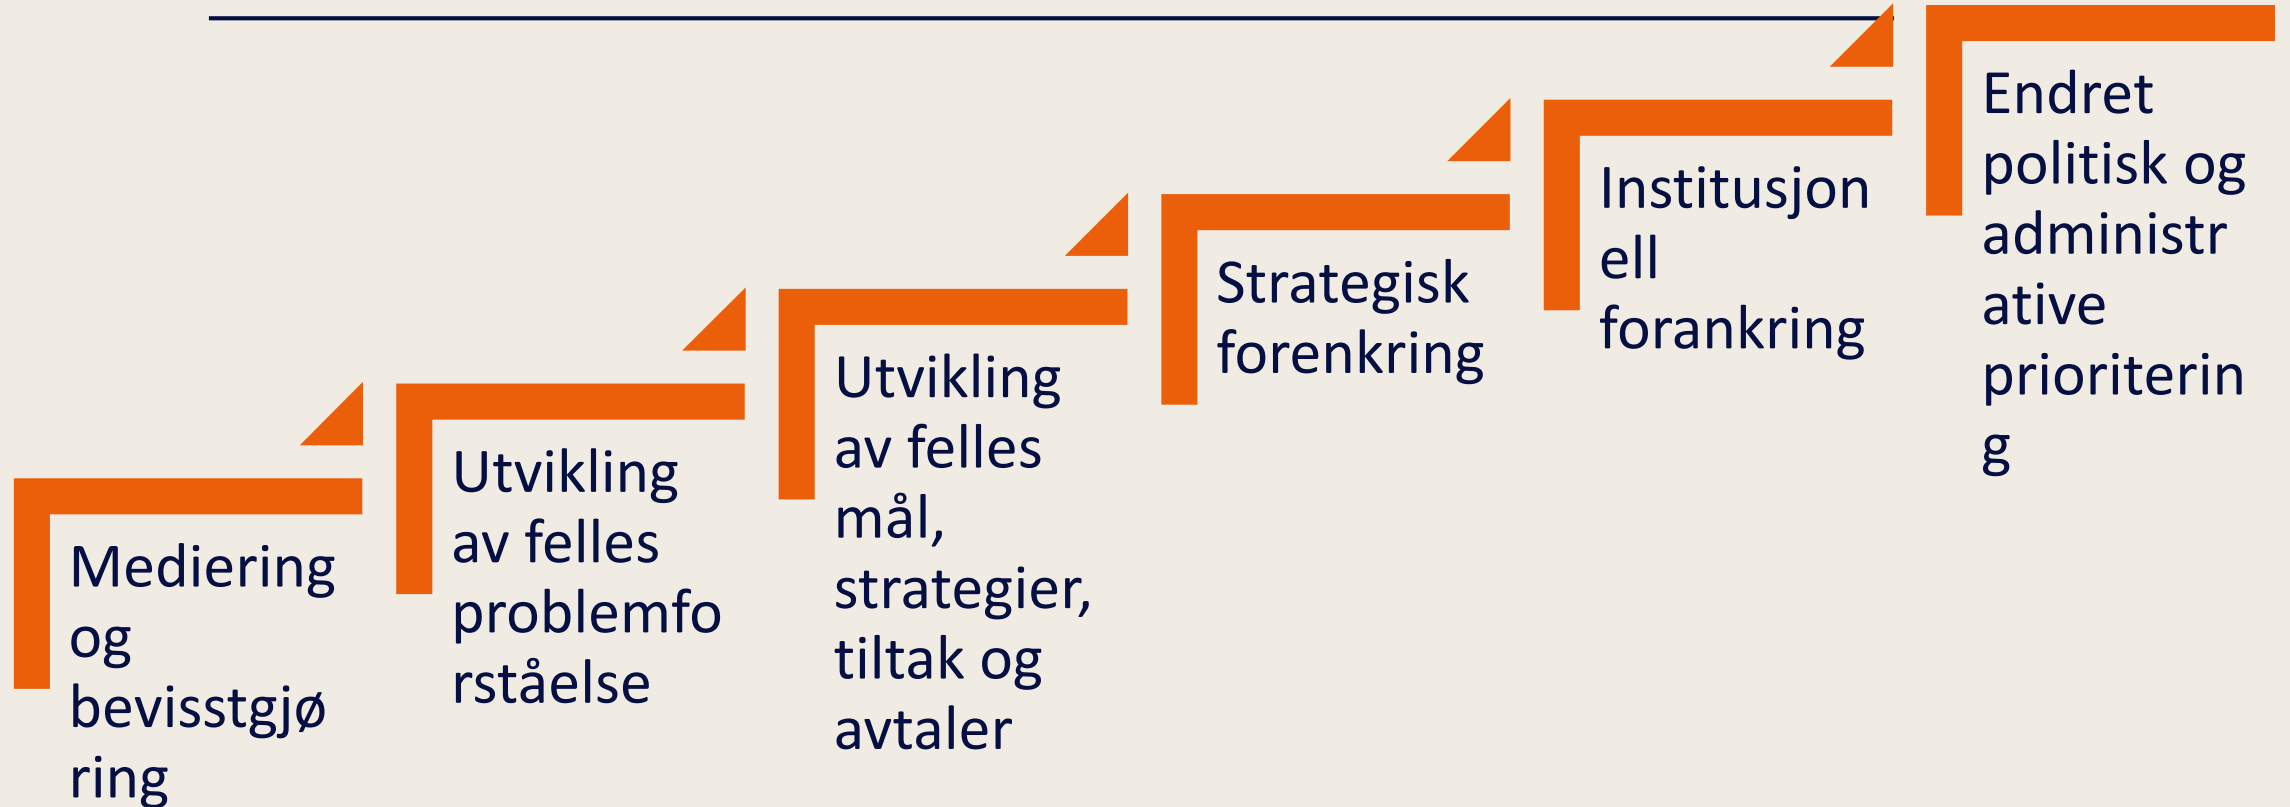 Mediering
og
bevisstgjø
ring
Utvikling
av felles
problemfo
rståelse
Utvikling
av felles
mål,
strategier,
tiltak og
avtaler
Strategisk
forenkring
Institusjon
ell
forankring
Endret
politisk og
administr
ative
prioriterin
g